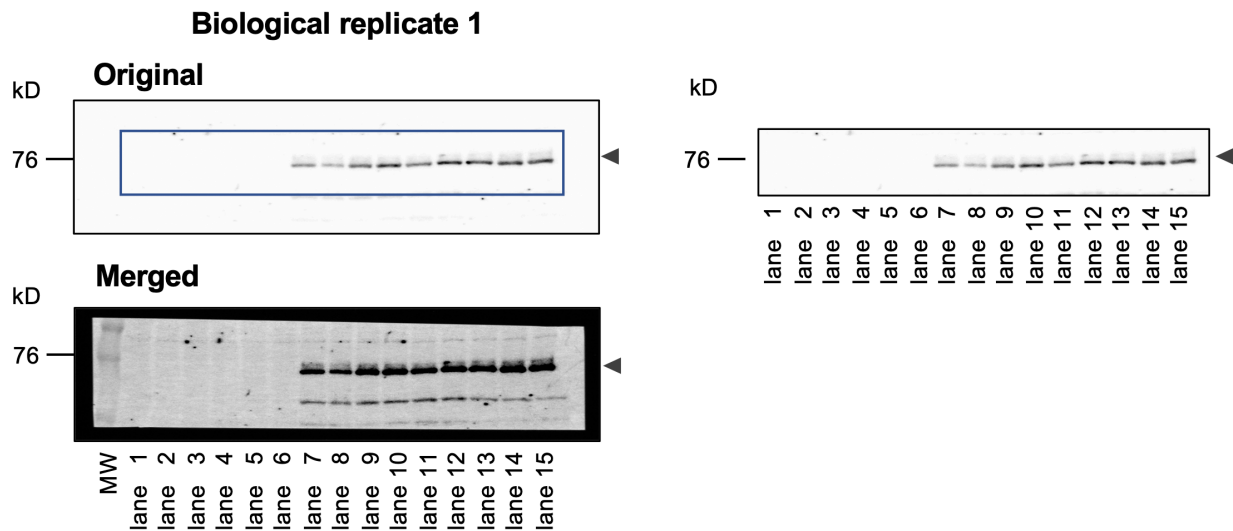 Biological replicate 1
Original
kD
76
Merged
kD
76
MW
lane 1
lane 2
lane 3
lane 4
lane 5
lane 6
lane 7
lane 8
lane 9
lane 10
lane 11
lane 12
lane 13
lane 14
lane 15
kD
76
lane 1
lane 2
lane 3
lane 4
lane 5
lane 6
lane 7
lane 8
lane 9
lane 10
lane 11
lane 12
lane 13
lane 14
lane 15